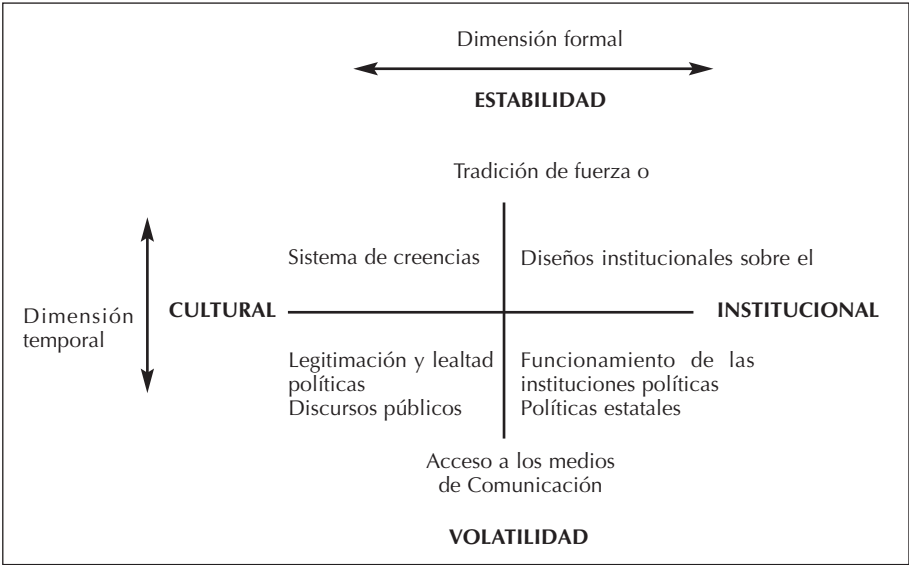 Dimensión formal
ESTABILIDAD
Tradición de fuerza o
Sistema de creencias
Diseños institucionales sobre el
Dimensión
temporal
CULTURAL
INSTITUCIONAL
Legitimación y lealtad
políticas
Discursos públicos
Funcionamiento de las
instituciones políticas
Políticas estatales
Acceso a los medios
de Comunicación
VOLATILIDAD